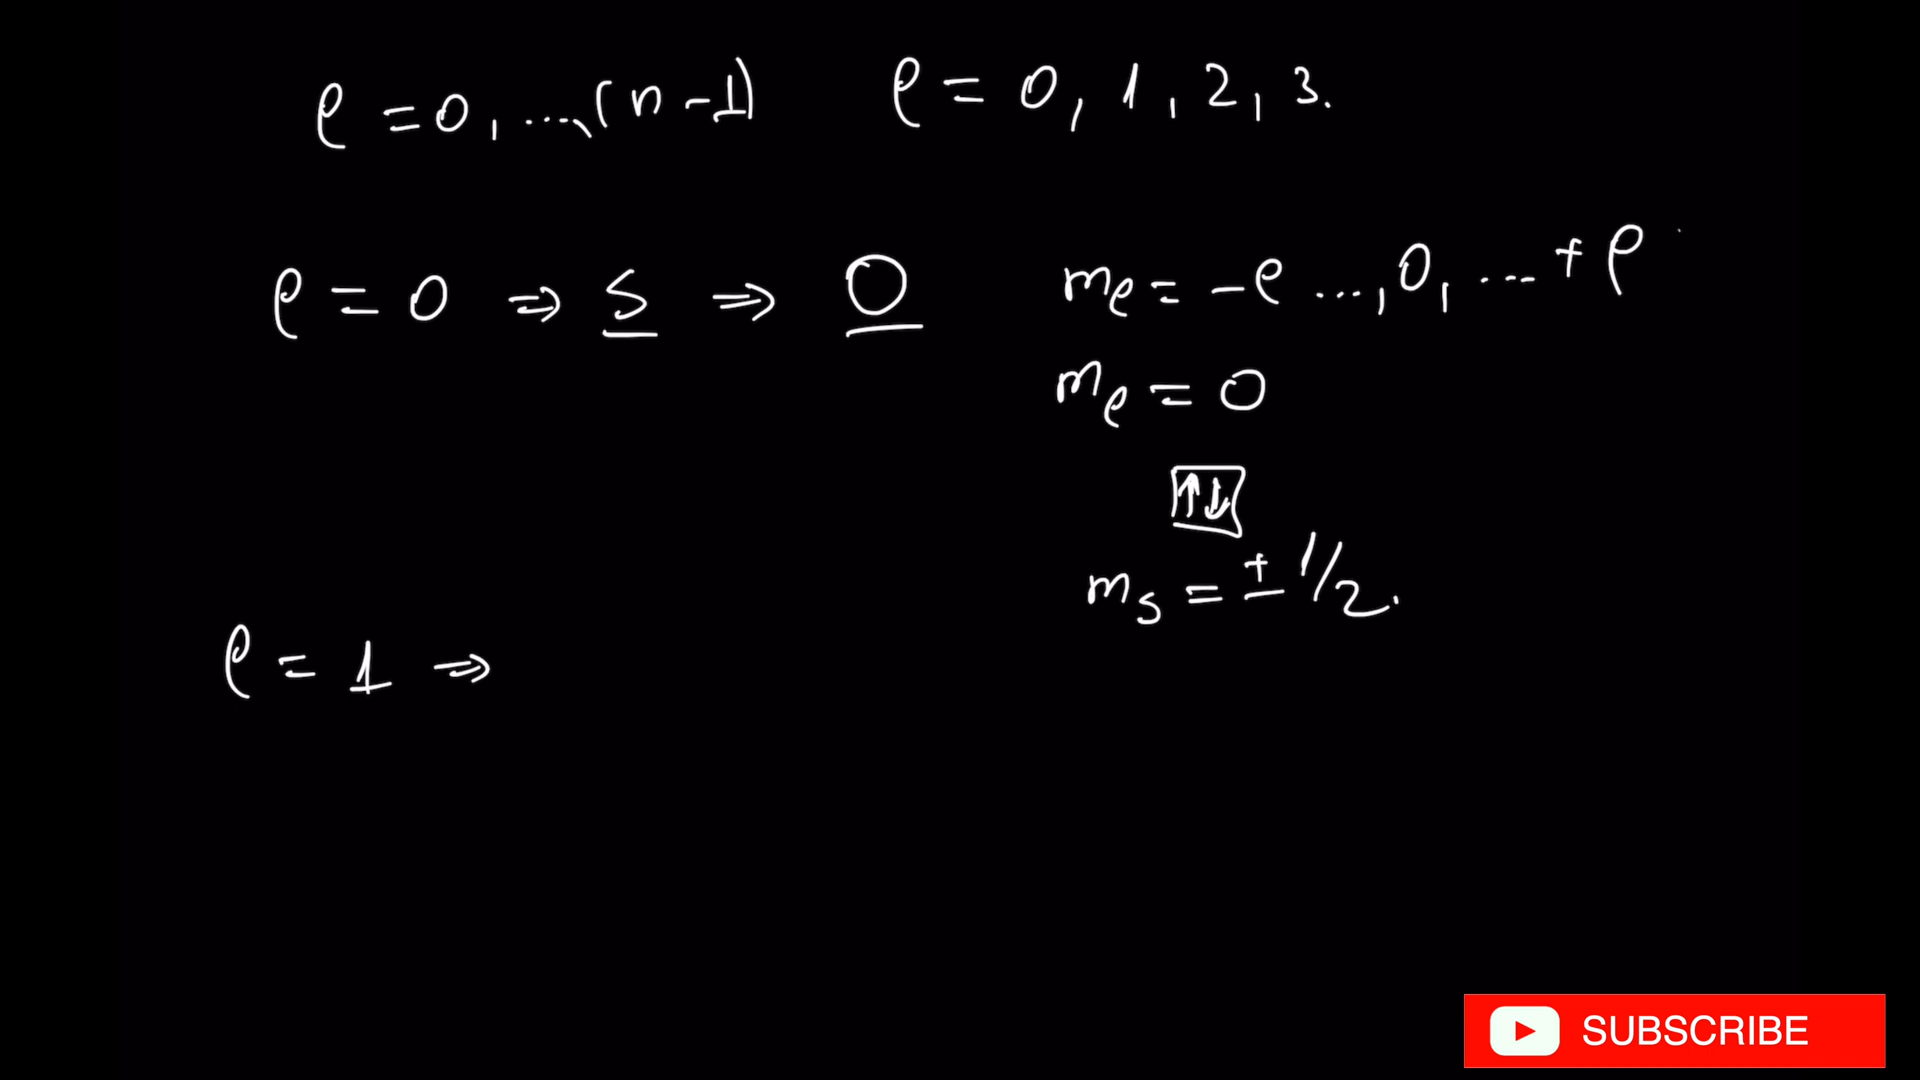 ℓ = 0, ..., (n-1)    ℓ = 0, 1, 2, 3.
ℓ = 0 ⇒ s ⇒ O    mℓ = -ℓ ..., 0, ... + ℓ
mℓ = 0
↑↓
ms = ± 1/2.
ℓ = 1 ⇒
SUBSCRIBE